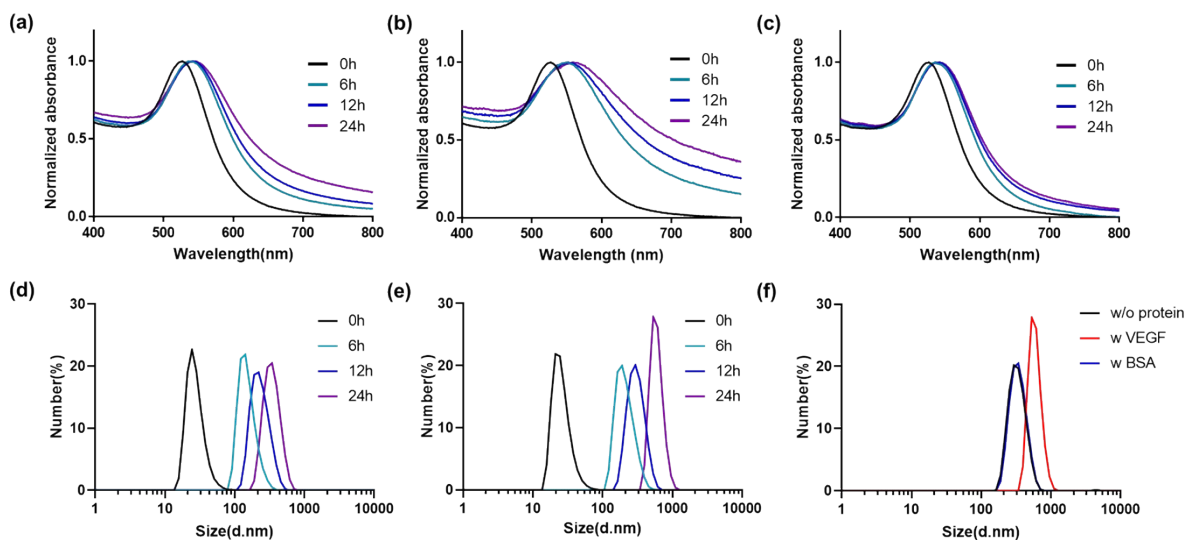 (a)
Normalized absorbance
1.0
0.5
0.0
400
500
600
700
800
Wavelength(nm)
0h
6h
12h
24h
(b)
Normalized absorbance
1.0
0.5
0.0
400
500
600
700
800
Wavelength (nm)
0h
6h
12h
24h
(c)
Normalized absorbance
1.0
0.5
0.0
400
500
600
700
800
Wavelength(nm)
0h
6h
12h
24h
(d)
Number(%)
30
20
10
0
1
10
100
1000
10000
Size(d.nm)
0h
6h
12h
24h
(e)
Number(%)
30
20
10
0
1
10
100
1000
10000
Size(d.nm)
0h
6h
12h
24h
(f)
Number(%)
30
20
10
0
1
10
100
1000
10000
Size(d.nm)
w/o protein
w VEGF
w BSA